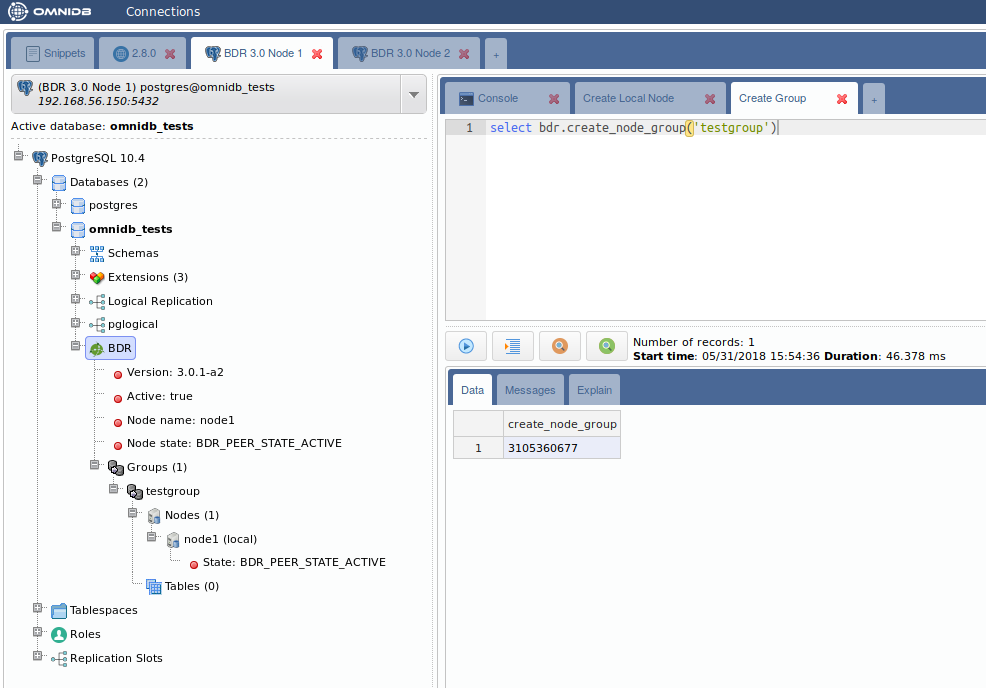 OMNIDB Connections
Snippets 2.8.0 BDR 3.0 Node 1 BDR 3.0 Node 2 +
(BDR 3.0 Node 1) postgres@omnidb_tests
192.168.56.150:5432
Active database: omnidb_tests
PostgreSQL 10.4
Databases (2)
postgres
omnidb_tests
Schemas
Extensions (3)
Logical Replication
pglogical
BDR
Version: 3.0.1-a2
Active: true
Node name: node1
Node state: BDR_PEER_STATE_ACTIVE
Groups (1)
testgroup
Nodes (1)
node1 (local)
State: BDR_PEER_STATE_ACTIVE
Tables (0)
Tablespaces
Roles
Replication Slots
Console Create Local Node Create Group +
1 select bdr.create_node_group('testgroup')
Number of records: 1
Start time: 05/31/2018 15:54:36 Duration: 46.378 ms
Data Messages Explain
create_node_group
1 3105360677